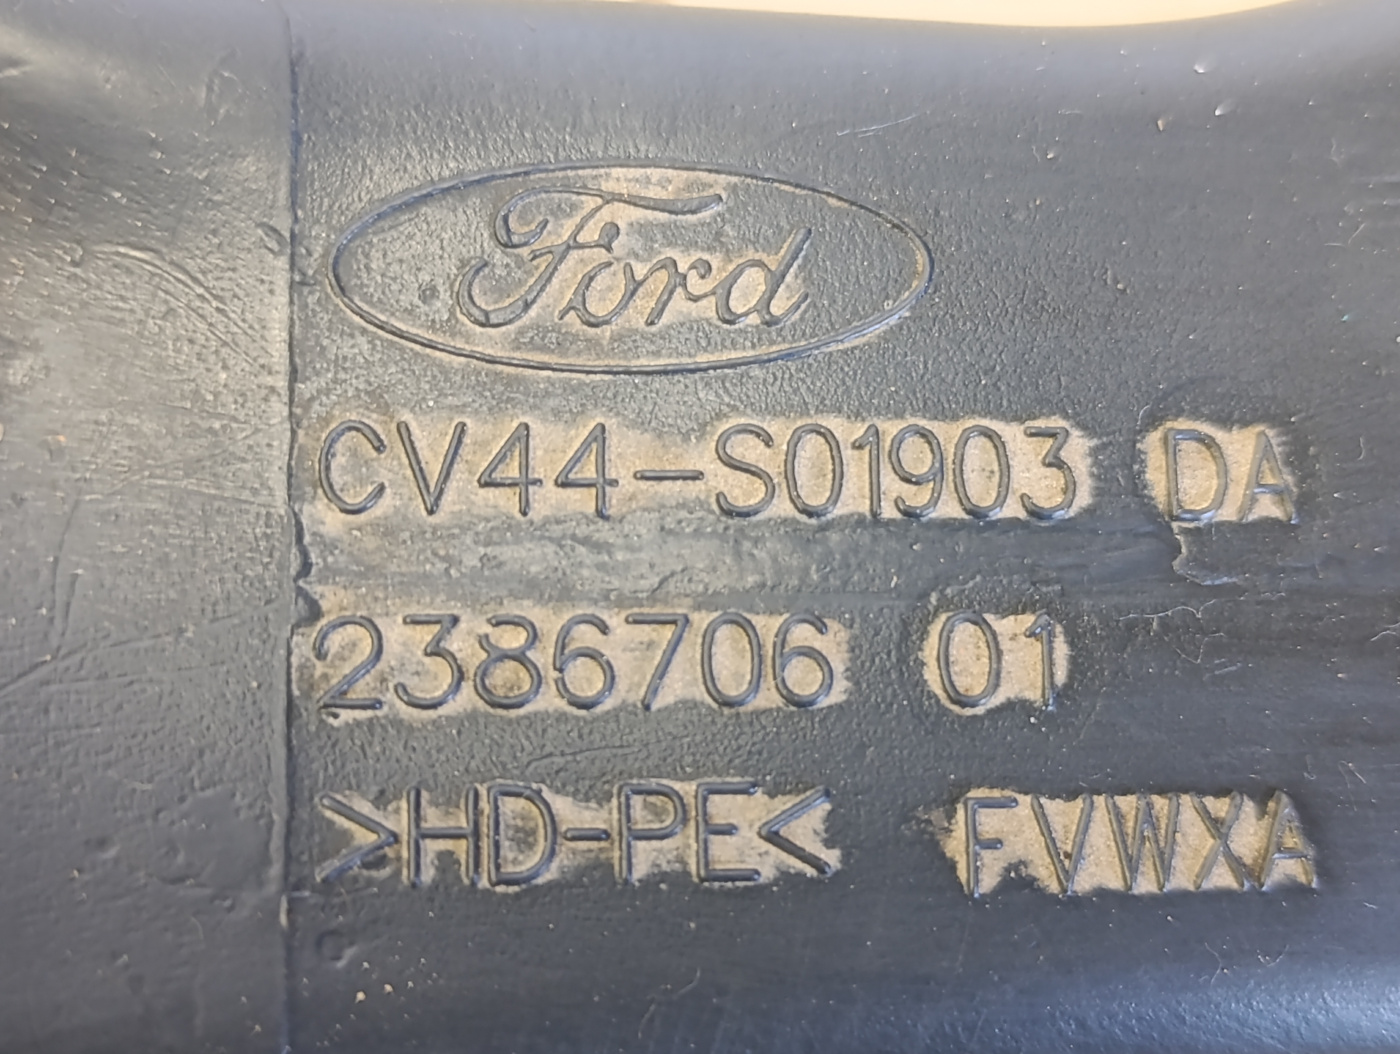 Ford
CV44-S01903 DA
2386706 01
>HD-PE< FVWXA